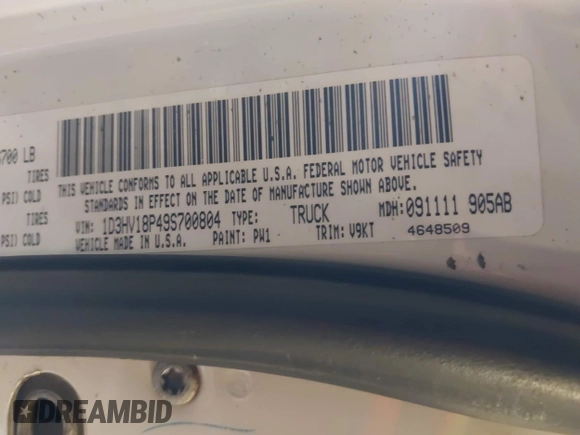 700 LB
TIRES
PSI) COLD
TIRES
PSI) COLD
THIS VEHICLE CONFORMS TO ALL APPLICABLE U.S.A. FEDERAL MOTOR VEHICLE SAFETY
STANDARDS IN EFFECT ON THE DATE OF MANUFACTURE SHOWN ABOVE.
VIN: 1D3HV18P49S700804 TYPE: TRUCK MDH: 091111 905AB
VEHICLE MADE IN U.S.A. PAINT: PW1 TRIM: V9KT 4648509
DREAMBID